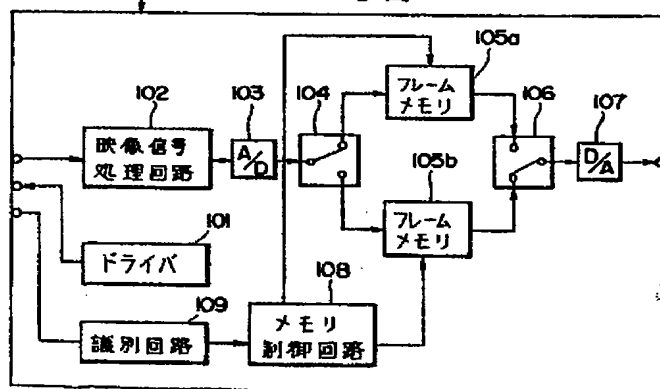 105a
102
103
104
フレーム
メモリ
106
107
映像信号
処理回路
A/D
105b
D/A
101
フレーム
メモリ
ドライバ
109
108
識別回路
メモリ
制御回路